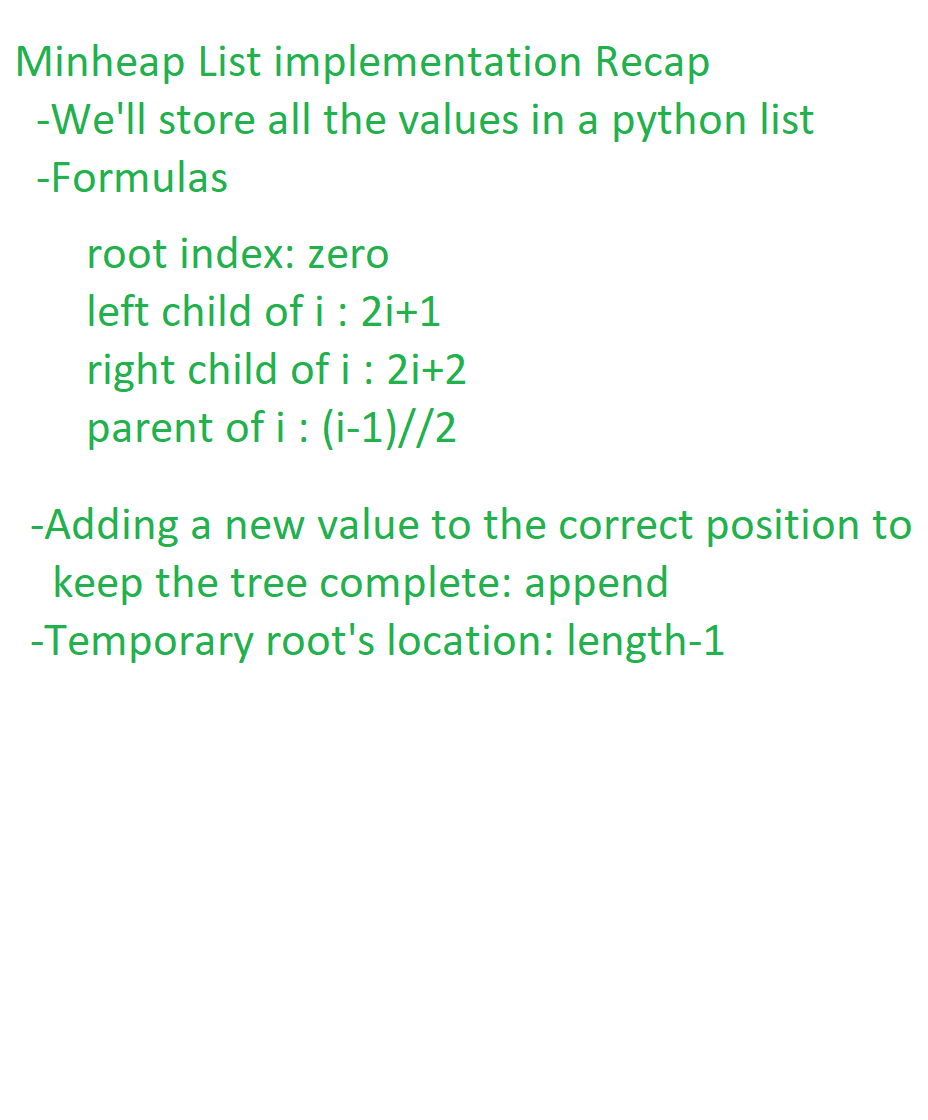 Minheap List implementation Recap
-We'll store all the values in a python list
-Formulas
root index: zero
left child of i : 2i+1
right child of i : 2i+2
parent of i : (i-1)//2
-Adding a new value to the correct position to
keep the tree complete: append
-Temporary root's location: length-1